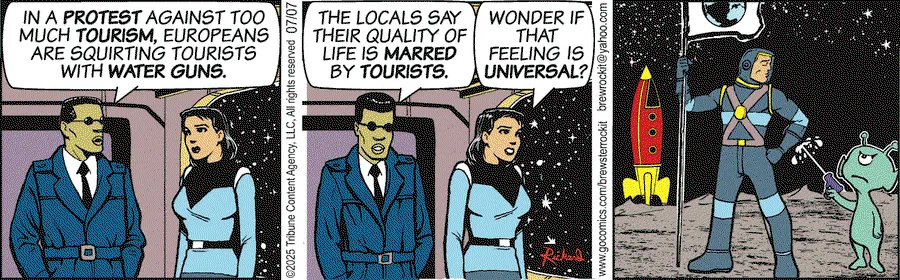 IN A PROTEST AGAINST TOO
MUCH TOURISM, EUROPEANS
ARE SQUIRTING TOURISTS
WITH WATER GUNS.
©2025 Tribune Content Agency, LLC, All rights reserved 07/07
THE LOCALS SAY
THEIR QUALITY OF
LIFE IS MARRED
BY TOURISTS.
WONDER IF
THAT
FEELING IS
UNIVERSAL?
Richard
www.gocomics.com/brewsterrockit brewrockit@yahoo.com